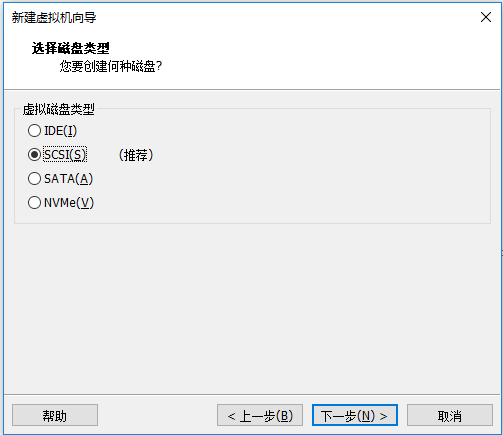 新建虚拟机向导
选择磁盘类型
您要创建何种磁盘?
虚拟磁盘类型
IDE(I)
SCSI(S) （推荐）
SATA(A)
NVMe(V)
帮助 < 上一步(B) 下一步(N) > 取消